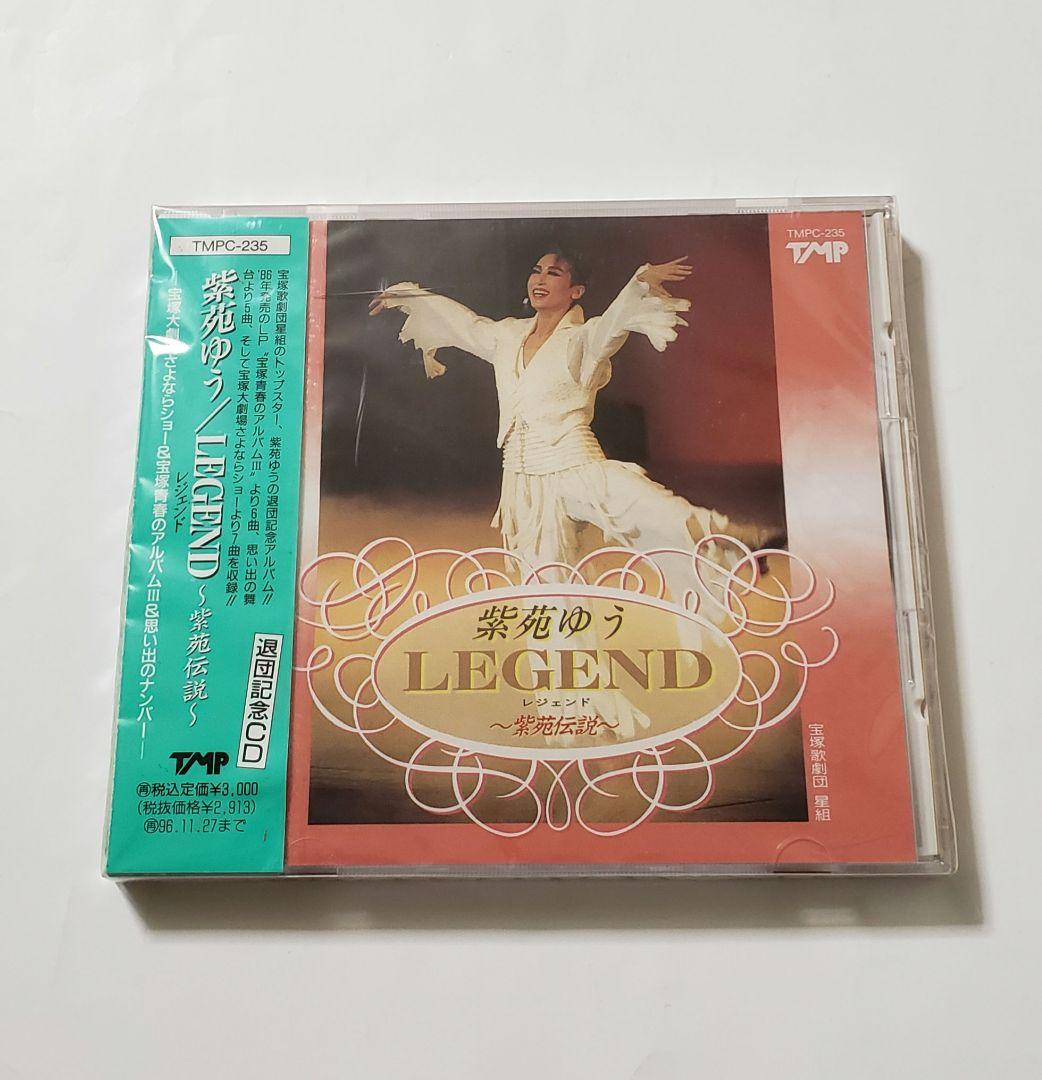 TMPC-235
紫苑ゆう/LEGEND～紫苑伝説～
レジェンド
宝塚歌劇団星組のトップスター、紫苑ゆうの退団記念アルバム!!
'86年発売のLP“宝塚青春のアルバムⅢ”より6曲、思い出の舞
台より5曲、そして宝塚大劇場さよならショーより7曲を収録!!
—宝塚大劇場さよならショー&宝塚青春のアルバムⅢ&思い出のナンバー—
退団記念CD
TMP
再税込定価¥3,000
(税抜価格¥2,913)
再96.11.27まで
TMPC-235
TMP
紫苑ゆう
LEGEND
レジェンド
～紫苑伝説～
宝塚歌劇団 星組